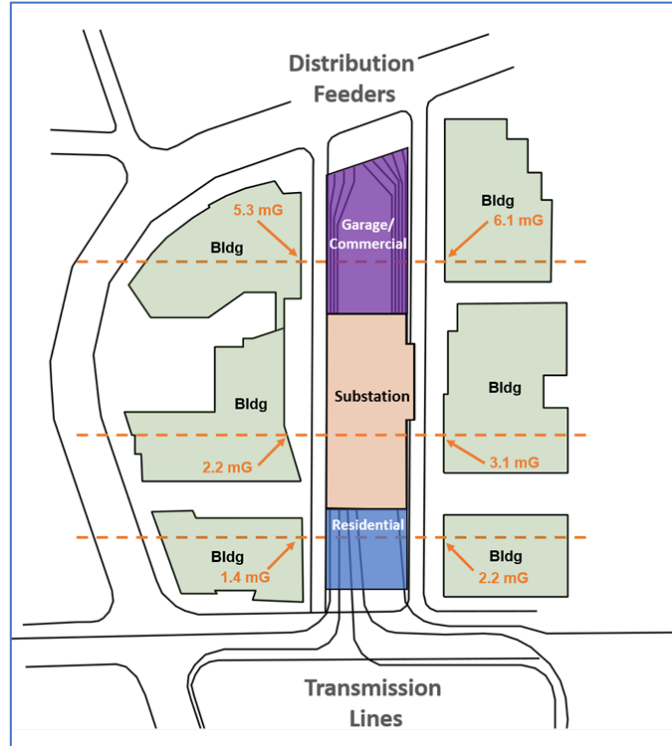 Distribution
Feeders
5.3 mG
Bldg
Garage/
Commercial
Bldg
6.1 mG
Bldg
2.2 mG
Substation
Bldg
3.1 mG
Residential
Bldg
1.4 mG
Bldg
2.2 mG
Transmission
Lines